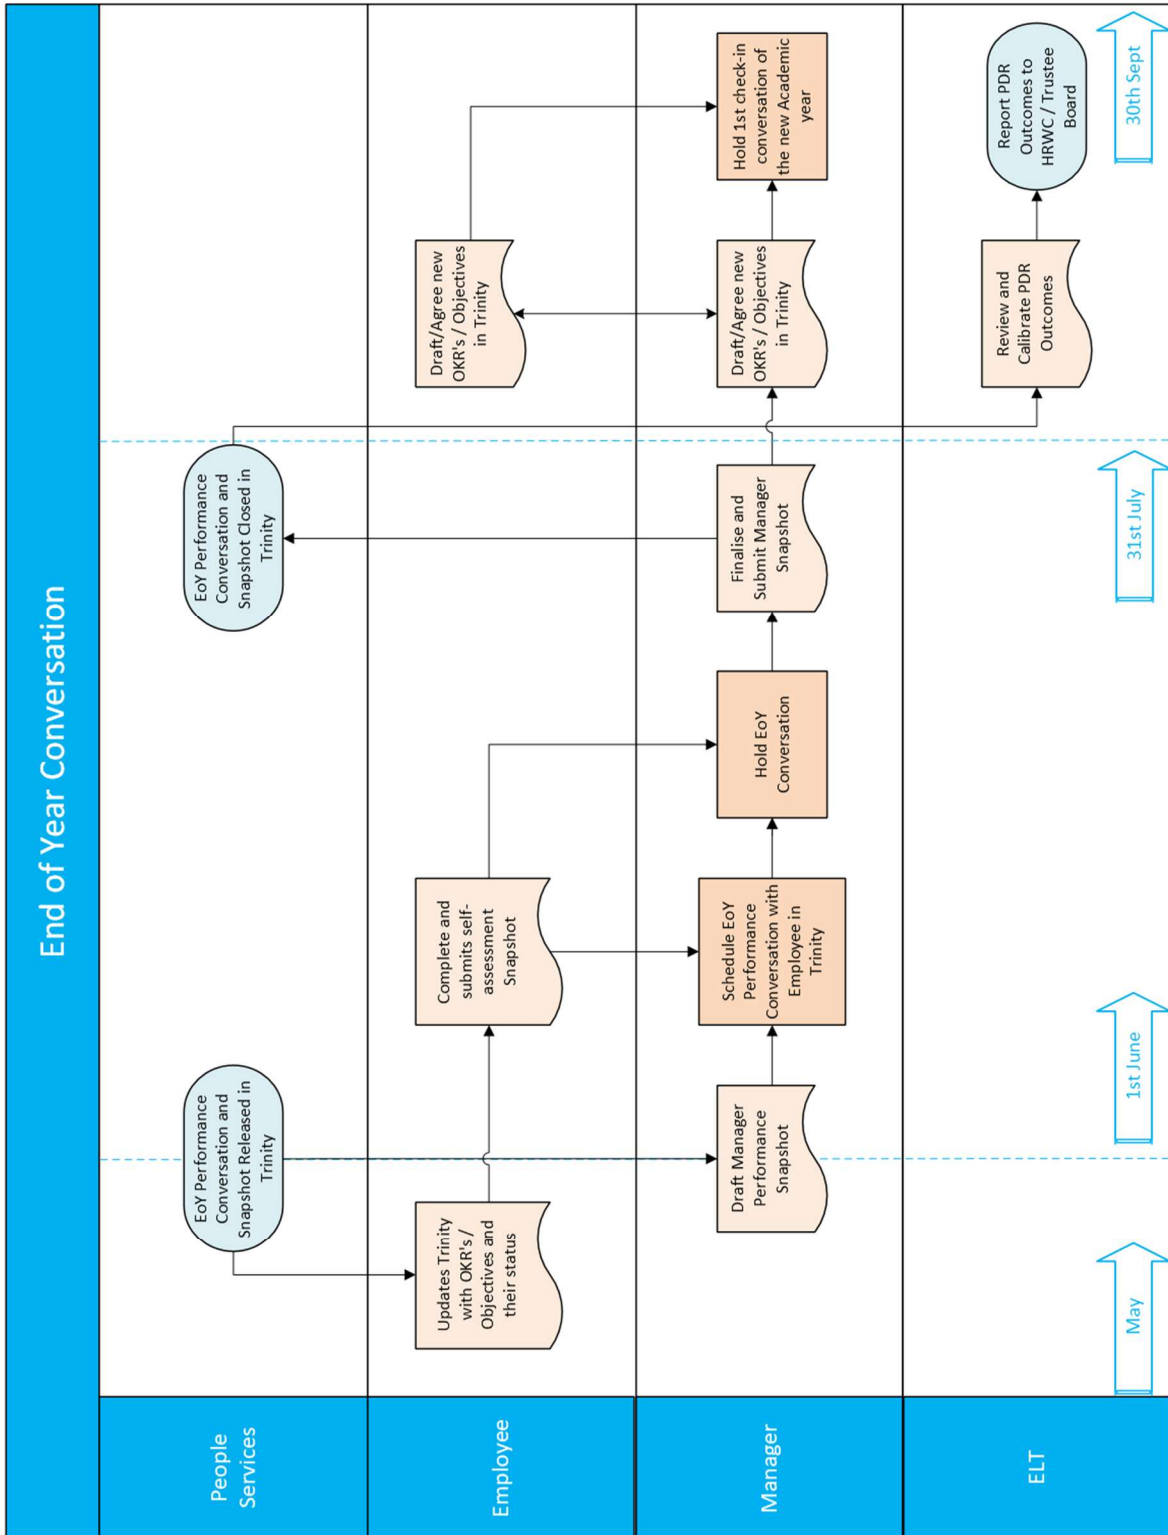 End of Year Conversation
People
Services
EoY Performance
Conversation and
Snapshot Released in
Trinity
EoY Performance
Conversation and
Snapshot Closed in
Trinity
Employee
Updates Trinity
with OKR's /
Objectives and
their status
Complete and
submits self-
assessment
Snapshot
Draft/Agree new
OKR's / Objectives
in Trinity
Manager
Draft Manager
Performance
Snapshot
Schedule EoY
Performance
Conversation with
Employee in
Trinity
Hold EoY
Conversation
Finalise and
Submit Manager
Snapshot
Draft/Agree new
OKR's / Objectives
in Trinity
Hold 1st check-in
conversation of
the new Academic
year
ELT
Review and
Calibrate PDR
Outcomes
Report PDR
Outcomes to
HRWC / Trustee
Board
May
1st June
31st July
30th Sept